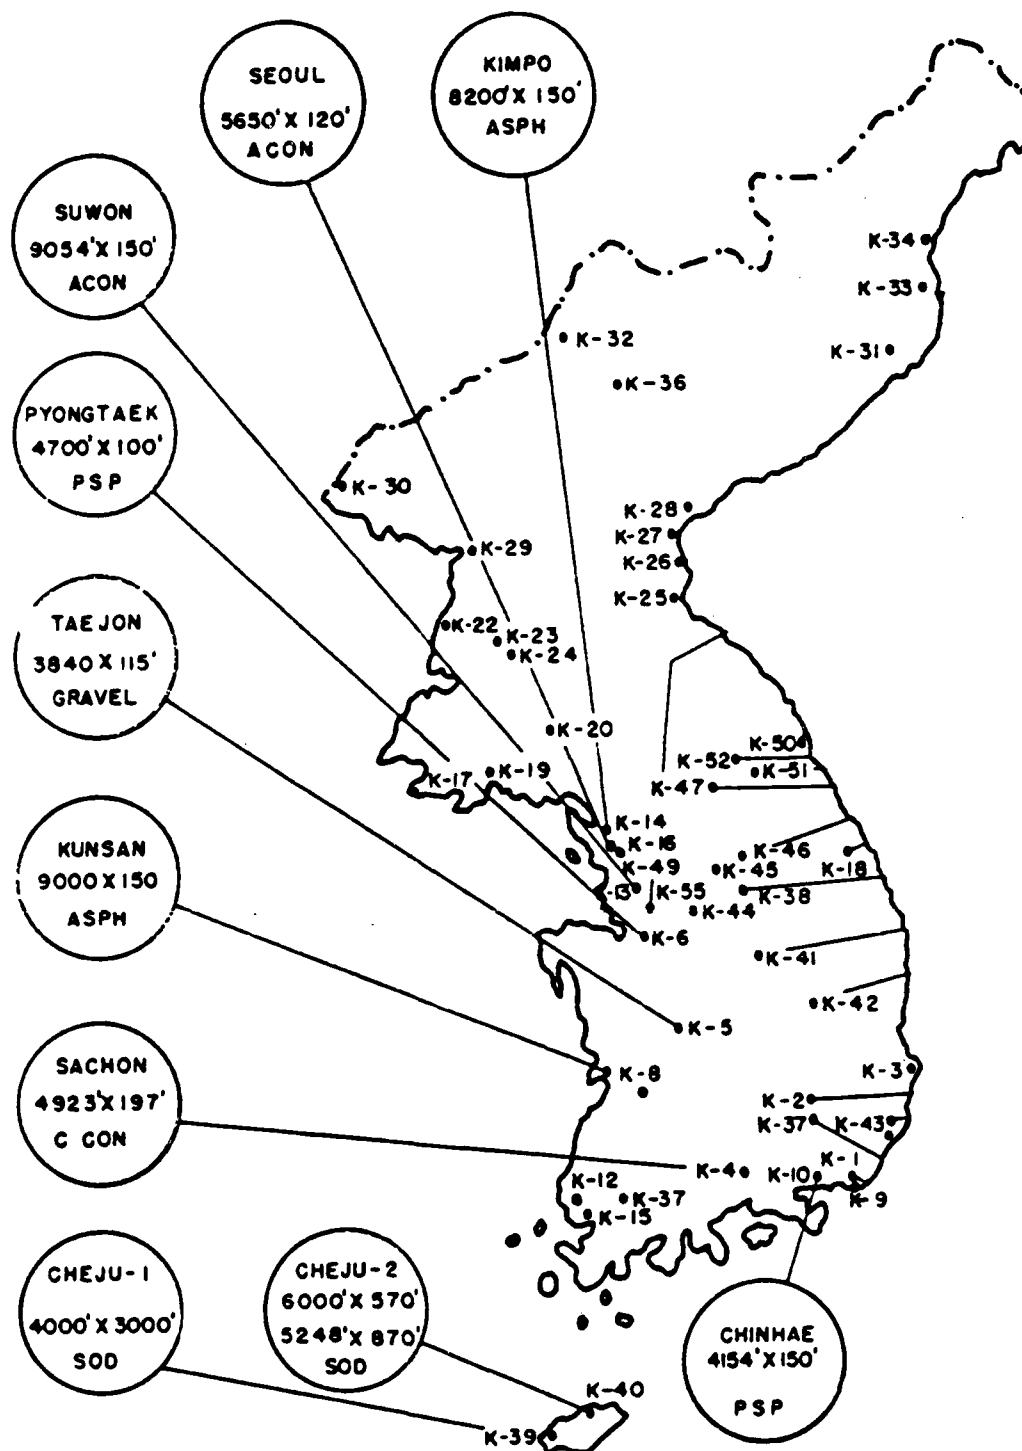 SEOUL
5650' X 120'
ACON
KIMPO
8200' X 150'
ASPH
SUWON
9054' X 150'
ACON
PYONGTAEK
4700' X 100'
PSP
TAEJON
3840 X 115'
GRAVEL
KUNSAN
9000 X 150
ASPH
SACHON
4923' X 197'
C CON
CHEJU-1
4000' X 3000'
SOD
CHEJU-2
6000' X 570'
5248' X 870'
SOD
CHINHAE
4154' X 150'
PSP
K-34
K-33
K-32
K-31
K-36
K-30
K-28
K-27
K-29
K-26
K-25
K-22
K-23
K-24
K-20
K-50
K-52
K-51
K-17
K-19
K-47
K-14
K-16
K-46
K-18
K-49
K-45
-13
K-55
K-38
K-44
K-6
K-41
K-42
K-5
K-3
K-8
K-2
K-37
K-43
K-4
K-10
K-1
K-12
K-37
K-9
K-15
K-40
K-39